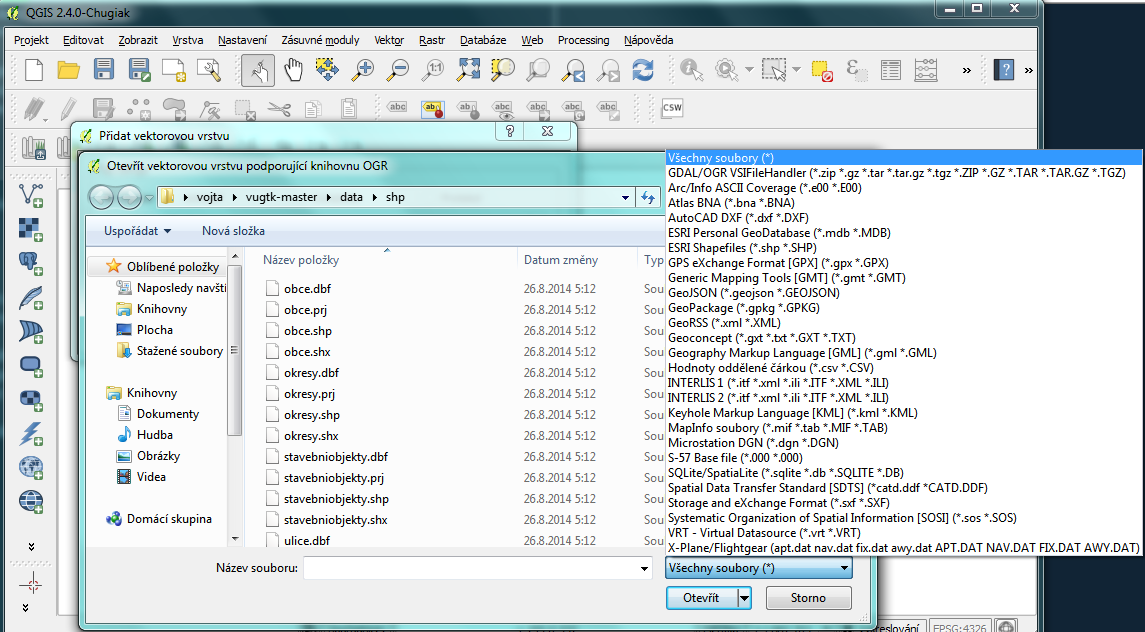 QGIS 2.4.0-Chugiak
Projekt Editovat Zobrazit Vrstva Nastavení Zásuvné moduly Vektor Rastr Databáze Web Processing Nápověda
1:1
»
?
»
abc abc abc abc abc abc abc CSW
Přidat vektorovou vrstvu
?
Otevřít vektorovou vrstvu podporující knihovnu OGR
vojta vugtk-master data shp
Uspořádat Nová složka
Oblíbené položky
Naposledy navští
Knihovny
Plocha
Stažené soubory
Knihovny
Dokumenty
Hudba
Obrázky
Videa
Domácí skupina
Název položky Datum změny Typ
obce.dbf 26.8.2014 5:12 Sou
obce.prj 26.8.2014 5:12 Sou
obce.shp 26.8.2014 5:12 Sou
obce.shx 26.8.2014 5:12 Sou
okresy.dbf 26.8.2014 5:12 Sou
okresy.prj 26.8.2014 5:12 Sou
okresy.shp 26.8.2014 5:12 Sou
okresy.shx 26.8.2014 5:12 Sou
stavebniobjekty.dbf 26.8.2014 5:12 Sou
stavebniobjekty.prj 26.8.2014 5:12 Sou
stavebniobjekty.shp 26.8.2014 5:12 Sou
stavebniobjekty.shx 26.8.2014 5:12 Sou
ulice.dbf 26.8.2014 5:12 Sou
Všechny soubory (*)
GDAL/OGR VSIFileHandler (*.zip *.gz *.tar *.tar.gz *.tgz *.ZIP *.GZ *.TAR *.TAR.GZ *.TGZ)
Arc/Info ASCII Coverage (*.e00 *.E00)
Atlas BNA (*.bna *.BNA)
AutoCAD DXF (*.dxf *.DXF)
ESRI Personal GeoDatabase (*.mdb *.MDB)
ESRI Shapefiles (*.shp *.SHP)
GPS eXchange Format [GPX] (*.gpx *.GPX)
Generic Mapping Tools [GMT] (*.gmt *.GMT)
GeoJSON (*.geojson *.GEOJSON)
GeoPackage (*.gpkg *.GPKG)
GeoRSS (*.xml *.XML)
Geoconcept (*.gxt *.txt *.GXT *.TXT)
Geography Markup Language [GML] (*.gml *.GML)
Hodnoty oddělené čárkou (*.csv *.CSV)
INTERLIS 1 (*.itf *.xml *.ili *.ITF *.XML *.ILI)
INTERLIS 2 (*.itf *.xml *.ili *.ITF *.XML *.ILI)
Keyhole Markup Language [KML] (*.kml *.KML)
MapInfo soubory (*.mif *.tab *.MIF *.TAB)
Microstation DGN (*.dgn *.DGN)
S-57 Base file (*.000 *.000)
SQLite/SpatiaLite (*.sqlite *.db *.SQLITE *.DB)
Spatial Data Transfer Standard [SDTS] (*catd.ddf *CATD.DDF)
Storage and eXchange Format (*.sxf *.SXF)
Systematic Organization of Spatial Information [SOSI] (*.sos *.SOS)
VRT - Virtual Datasource (*.vrt *.VRT)
X-Plane/Flightgear (apt.dat nav.dat fix.dat awy.dat APT.DAT NAV.DAT FIX.DAT AWY.DAT)
Název souboru: Všechny soubory (*)
Otevřít Storno
EPSG:4326